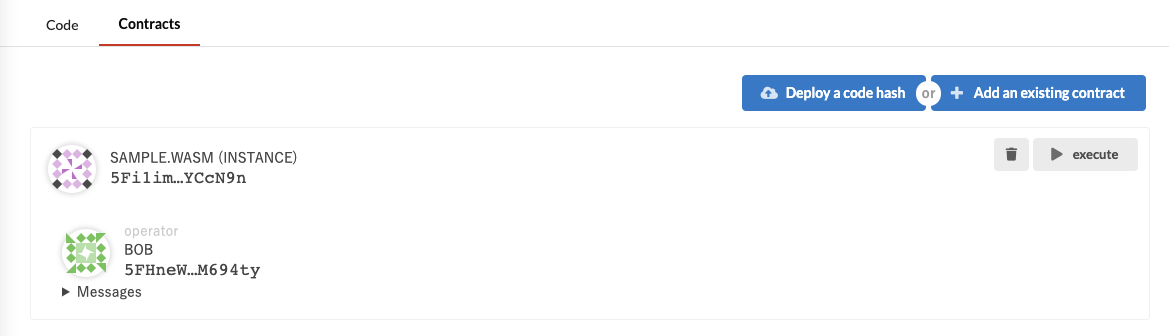 Code Contracts
Deploy a code hash or Add an existing contract
SAMPLE.WASM (INSTANCE)
5Fi1im…YCcN9n
execute
operator
BOB
5FHneW…M694ty
Messages